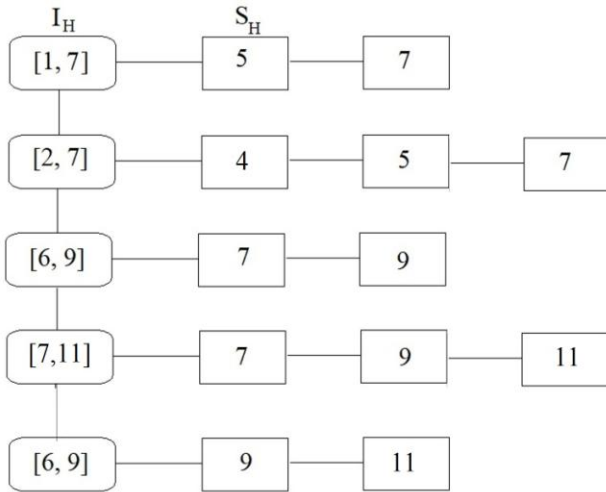 I_H S_H
[1, 7] 5 7
[2, 7] 4 5 7
[6, 9] 7 9
[7,11] 7 9 11
[6, 9] 9 11